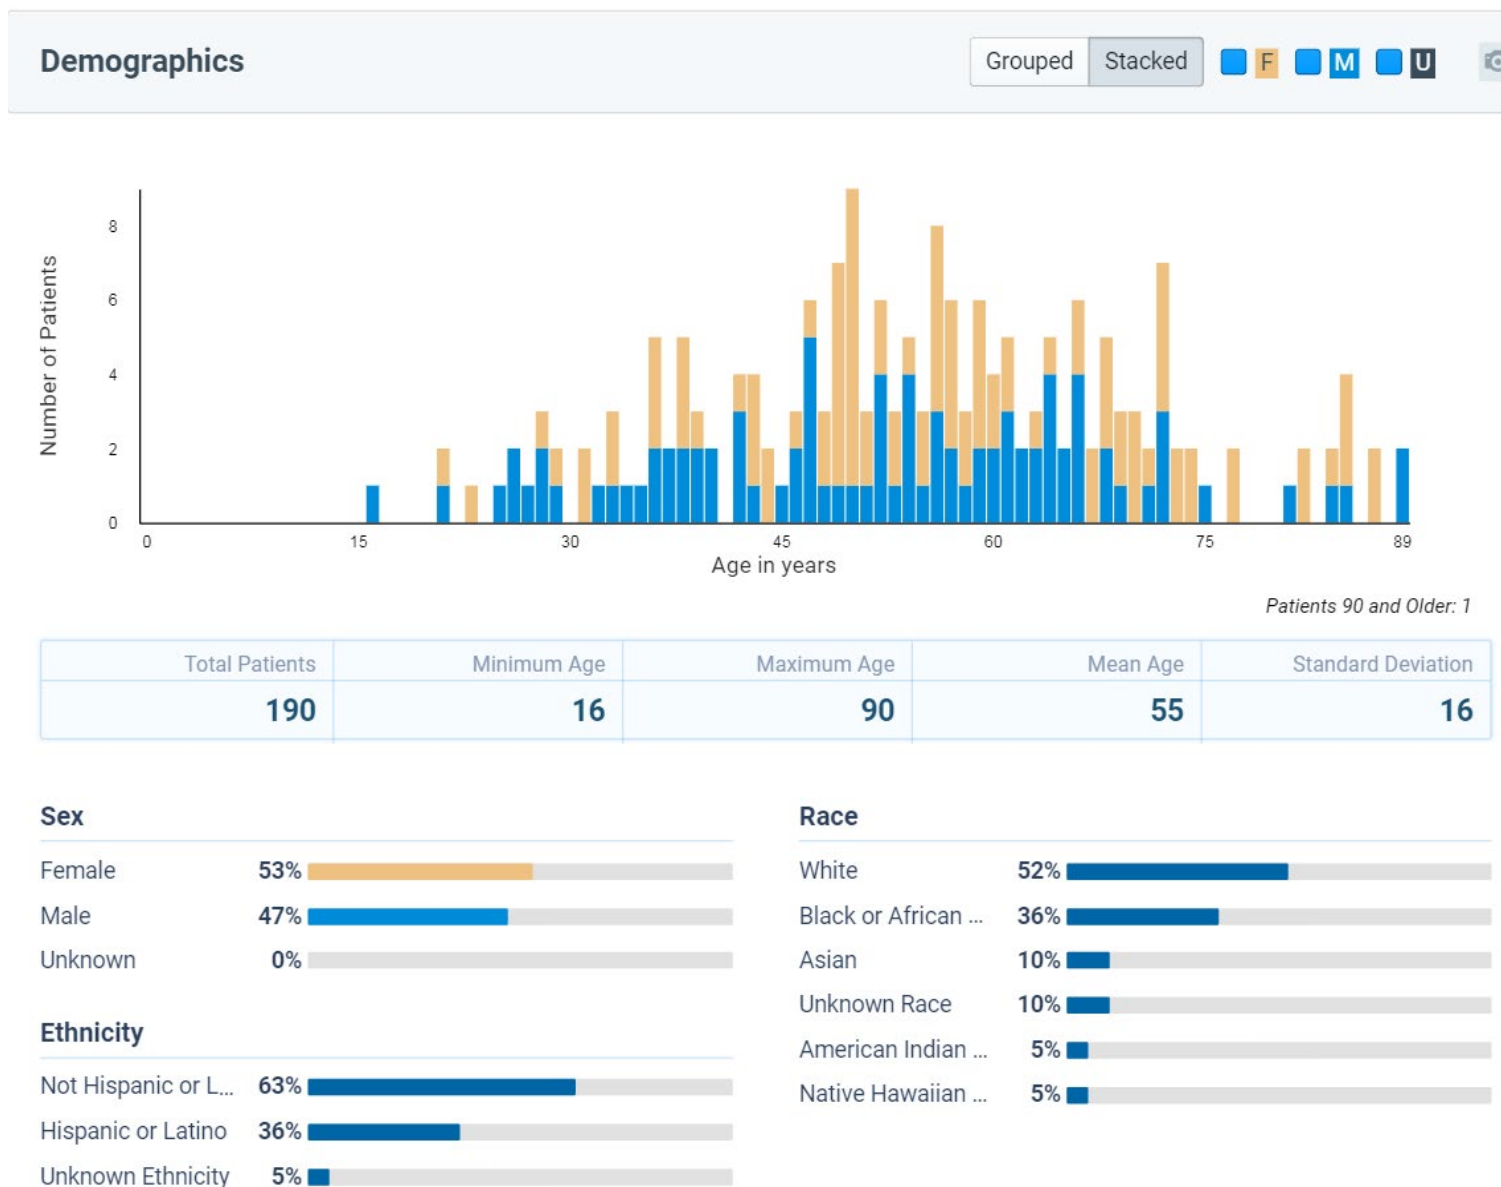 Demographics
Grouped Stacked F M U
Number of Patients
8
6
4
2
0
0 15 30 45 60 75 89
Age in years
Patients 90 and Older: 1
Total Patients Minimum Age Maximum Age Mean Age Standard Deviation
190 16 90 55 16
Sex
Female 53%
Male 47%
Unknown 0%
Ethnicity
Not Hispanic or L... 63%
Hispanic or Latino 36%
Unknown Ethnicity 5%
Race
White 52%
Black or African ... 36%
Asian 10%
Unknown Race 10%
American Indian ... 5%
Native Hawaiian ... 5%